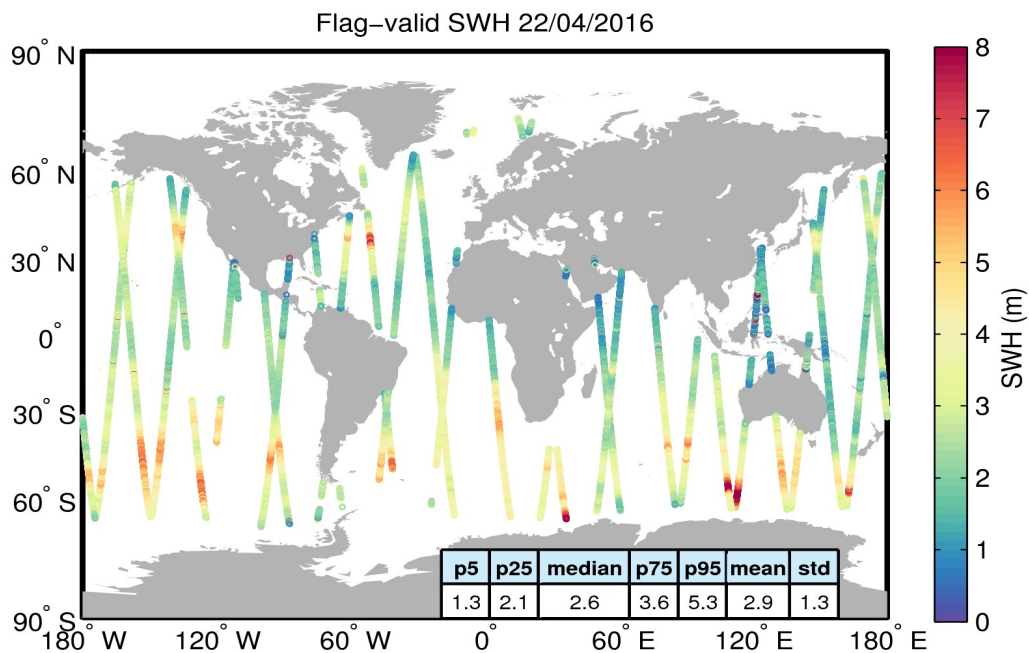 Flag−valid SWH 22/04/2016
90° N
60° N
30° N
0°
30° S
60° S
90° S
180° W
120° W
60° W
0°
60° E
120° E
180° E
p5 p25 median p75 p95 mean std
1.3 2.1 2.6 3.6 5.3 2.9 1.3
8
7
6
5
4
3
2
1
0
SWH (m)